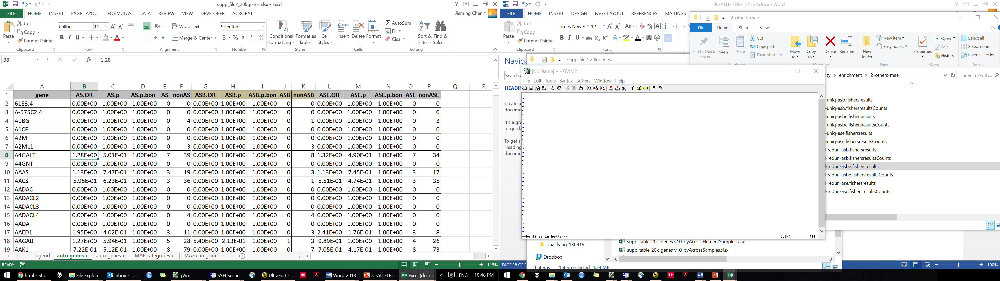 supp_file2_20kgenes.xlsx - Excel
FILE HOME INSERT PAGE LAYOUT FORMULAS DATA REVIEW VIEW DEVELOPER ACROBAT Jieming Chen
Paste Cut Copy Format Painter Clipboard
Calibri 11 B I U Font
Wrap Text Merge & Center Alignment
Scientific $ % Number
Conditional Formatting Format as Table Cell Styles Styles
Insert Delete Format Cells
AutoSum Fill Clear Sort & Filter Find & Select Editing
B8 fx 1.28
A B C D E F G H I J K L M N O P Q R
1 gene AS.OR AS.p AS.p.bon AS nonAS ASB.OR ASB.p ASB.p.bon ASB nonASB ASE.OR ASE.p ASE.p.bon ASE nonASE
2 61E3.4 0.00E+00 1.00E+00 1.00E+00 0 0 0.00E+00 1.00E+00 1.00E+00 0 0 0.00E+00 1.00E+00 1.00E+00 0 0
3 A-575C2.4 0.00E+00 1.00E+00 1.00E+00 0 0 0.00E+00 1.00E+00 1.00E+00 0 0 0.00E+00 1.00E+00 1.00E+00 0 0
4 A1BG 0.00E+00 1.00E+00 1.00E+00 0 4 0.00E+00 1.00E+00 1.00E+00 0 1 0.00E+00 1.00E+00 1.00E+00 0 3
5 A1CF 0.00E+00 1.00E+00 1.00E+00 0 0 0.00E+00 1.00E+00 1.00E+00 0 0 0.00E+00 1.00E+00 1.00E+00 0 0
6 A2M 0.00E+00 1.00E+00 1.00E+00 0 0 0.00E+00 1.00E+00 1.00E+00 0 0 0.00E+00 1.00E+00 1.00E+00 0 0
7 A2ML1 0.00E+00 1.00E+00 1.00E+00 0 3 0.00E+00 1.00E+00 1.00E+00 0 3 0.00E+00 1.00E+00 1.00E+00 0 0
8 A4GALT 1.28E+00 5.01E-01 1.00E+00 7 39 0.00E+00 1.00E+00 1.00E+00 0 8 1.32E+00 4.90E-01 1.00E+00 7 34
9 A4GNT 0.00E+00 1.00E+00 1.00E+00 0 0 0.00E+00 1.00E+00 1.00E+00 0 0 0.00E+00 1.00E+00 1.00E+00 0 0
10 AAAS 1.13E+00 7.47E-01 1.00E+00 3 19 0.00E+00 1.00E+00 1.00E+00 0 3 1.13E+00 7.45E-01 1.00E+00 3 17
11 AACS 5.95E-01 6.23E-01 1.00E+00 3 36 0.00E+00 1.00E+00 1.00E+00 0 1 5.51E-01 4.74E-01 1.00E+00 3 35
12 AADAC 0.00E+00 1.00E+00 1.00E+00 0 0 0.00E+00 1.00E+00 1.00E+00 0 0 0.00E+00 1.00E+00 1.00E+00 0 0
13 AADACL2 0.00E+00 1.00E+00 1.00E+00 0 0 0.00E+00 1.00E+00 1.00E+00 0 0 0.00E+00 1.00E+00 1.00E+00 0 0
14 AADACL3 0.00E+00 1.00E+00 1.00E+00 0 0 0.00E+00 1.00E+00 1.00E+00 0 0 0.00E+00 1.00E+00 1.00E+00 0 0
15 AADACL4 0.00E+00 1.00E+00 1.00E+00 0 4 0.00E+00 1.00E+00 1.00E+00 0 4 0.00E+00 1.00E+00 1.00E+00 0 0
16 AADAT 0.00E+00 1.00E+00 1.00E+00 0 0 0.00E+00 1.00E+00 1.00E+00 0 0 0.00E+00 1.00E+00 1.00E+00 0 0
17 AAED1 1.95E+00 4.02E-01 1.00E+00 3 11 0.00E+00 1.00E+00 1.00E+00 0 3 2.41E+00 1.76E-01 1.00E+00 3 8
18 AAGAB 1.27E+00 5.94E-01 1.00E+00 5 28 5.40E+00 2.13E-01 1.00E+00 1 3 9.89E-01 1.00E+00 1.00E+00 4 26
19 AAK1 7.22E-01 5.12E-01 1.00E+00 8 79 0.00E+00 1.00E+00 1.00E+00 0 7 7.05E-01 4.17E-01 1.00E+00 8 73
legend auto genes_c auto genes_e MAE categories_c MAE categories_e
READY 115%
html - Sto... File Explorer Inbox - cji... gVim SSH Secur... UltraEdit - ... Word 2013 JC-ALLELE... Excel (desk... ENG 10:48 PM
JC-ALLELEDB-151122.docx - Word
FILE HOME INSERT DESIGN PAGE LAYOUT REFERENCES MAILINGS
Paste Cut Copy Format Painter Clipboard
Times New R 12 Aa B I U abc X2 X2 Font
Naviga
Search
HEADIN
Create a
docume
It's a gre
or quick
To get st
Heading
docume
PAGE 28 OF 2
100%
supp-file2-20k genes
[No Name] + - GVIM2
File Edit Tools Syntax Buffers Window Help
~
~
~
--No lines in buffer-- 0,0-1 All
qualifying_130419
Dropbox
supp_table_20k_genes v10-byAcrossElementSamples.xlsx
supp_table_20k_genes v10-byAcrossSamples.xlsx
16 items 1 item selected 4.34 MB
2-others-mae
File Home Share View
Pin to Quick access Copy Paste Cut Copy path Paste shortcut Clipboard
Move to Copy to Delete Rename Organize
New folder New item Easy access New
Properties Open Edit History Open
Select all Select none Invert selection Select
ity > enrichment > 2-others-mae Search 2-oth...
-uniq-asb.fishersresults
-uniq-asb.fishersresultsCounts
-uniq-asbe.fishersresults
-uniq-asbe.fishersresultsCounts
-uniq-ase.fishersresults
-uniq-ase.fishersresultsCounts
l-redun-asb.fishersresults
l-redun-asb.fishersresultsCounts
l-redun-asbe.fishersresults
l-redun-asbe.fishersresultsCounts
l-redun-ase.fishersresults
l-redun-ase.fishersresultsCounts